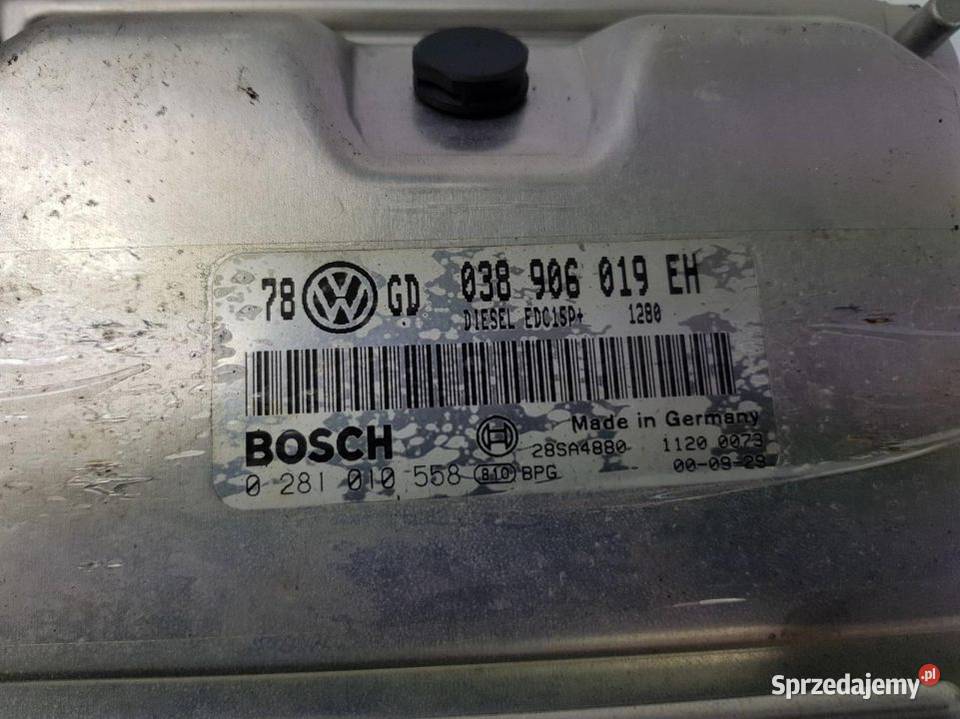 78 GD 038 906 019 EH
DIESEL EDC15P+ 1280
BOSCH
Made in Germany
28SA4880 1120 0073
0 281 010 558 810 BPG 00-09-29
Sprzedajemy.pl